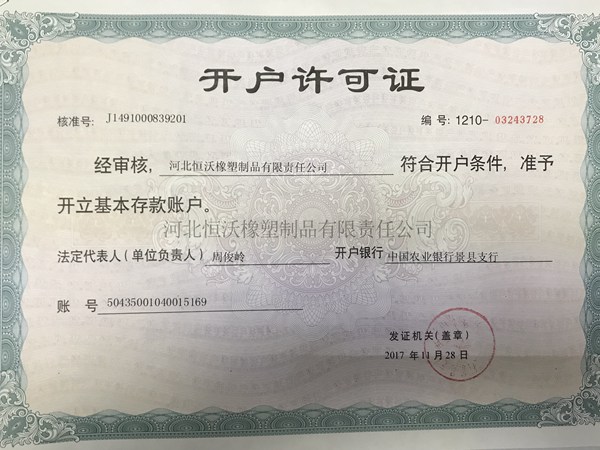 开户许可证
核准号: J1491000839201 编号: 1210- 03243728
经审核, 河北恒沃橡塑制品有限责任公司 符合开户条件, 准予
开立基本存款账户。
河北恒沃橡塑制品有限责任公司
法定代表人(单位负责人) 周俊岭 开户银行 中国农业银行景县支行
账 号 50435001040015169
发证机关(盖章)
2017 年 11 月 28 日